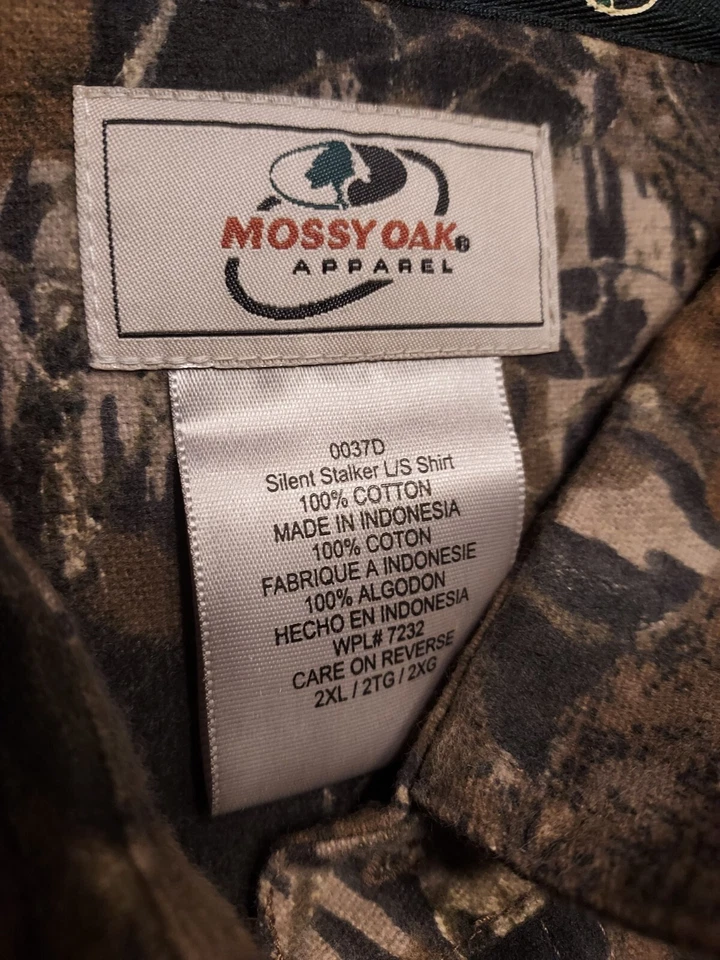 MOSSY OAK®
APPAREL
0037D
Silent Stalker L/S Shirt
100% COTTON
MADE IN INDONESIA
100% COTON
FABRIQUE A INDONESIE
100% ALGODON
HECHO EN INDONESIA
WPL# 7232
CARE ON REVERSE
2XL / 2TG / 2XG